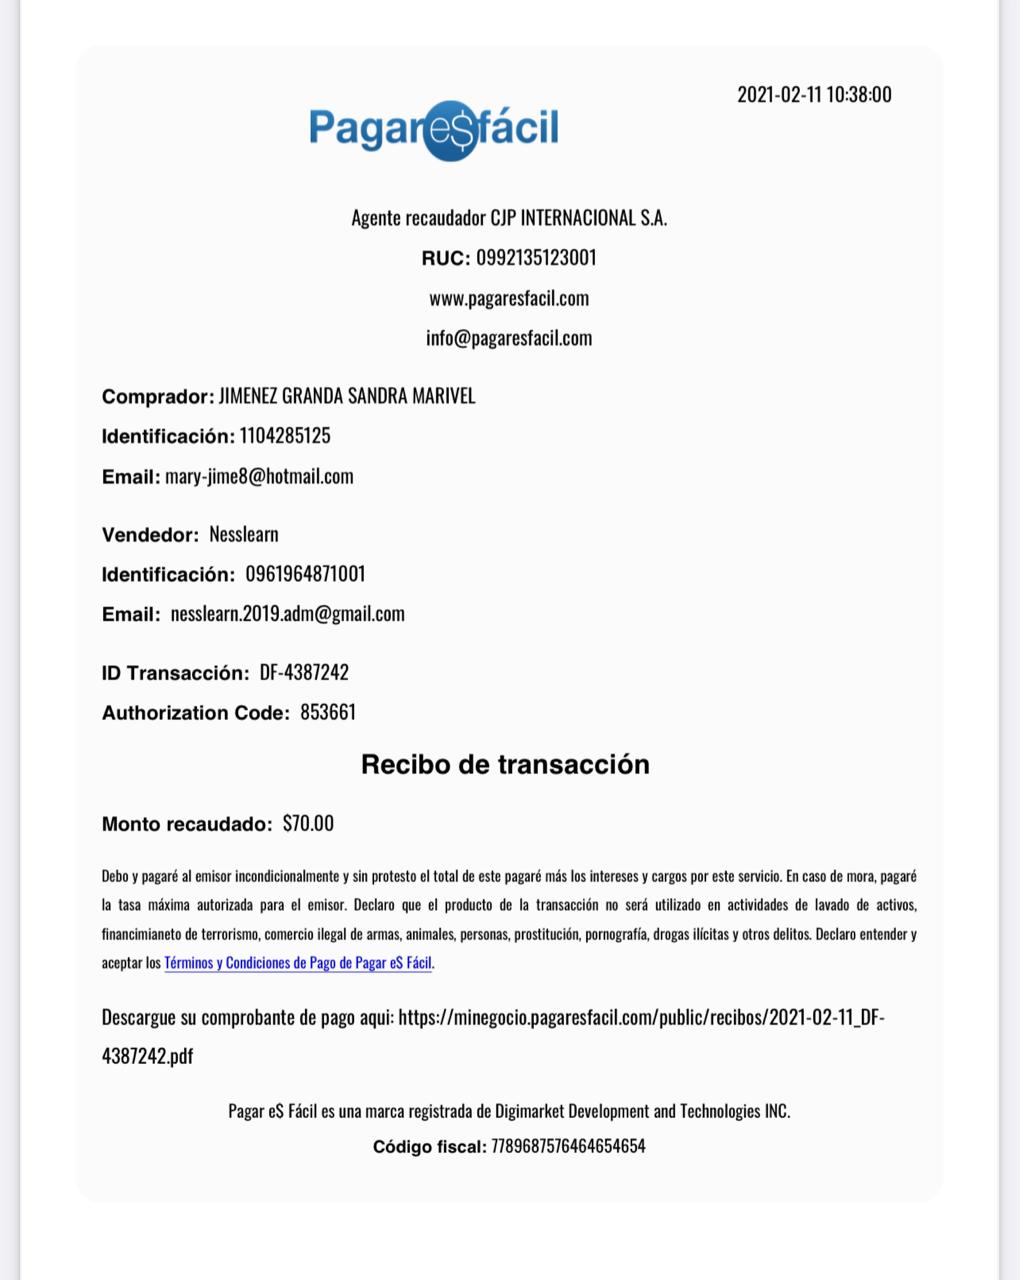 2021-02-11 10:38:00
Pagare$fácil
Agente recaudador CJP INTERNACIONAL S.A.
RUC: 0992135123001
www.pagaresfacil.com
info@pagaresfacil.com
Comprador: JIMENEZ GRANDA SANDRA MARIVEL
Identificación: 1104285125
Email: mary-jime8@hotmail.com
Vendedor: Nesslearn
Identificación: 0961964871001
Email: nesslearn.2019.adm@gmail.com
ID Transacción: DF-4387242
Authorization Code: 853661
Recibo de transacción
Monto recaudado: $70.00
Debo y pagaré al emisor incondicionalmente y sin protesto el total de este pagaré más los intereses y cargos por este servicio. En caso de mora, pagaré
la tasa máxima autorizada para el emisor. Declaro que el producto de la transacción no será utilizado en actividades de lavado de activos,
financimianeto de terrorismo, comercio ilegal de armas, animales, personas, prostitución, pornografía, drogas ilícitas y otros delitos. Declaro entender y
aceptar los Términos y Condiciones de Pago de Pagar e$ Fácil.
Descargue su comprobante de pago aqui: https://minegocio.pagaresfacil.com/public/recibos/2021-02-11_DF-
4387242.pdf
Pagar e$ Fácil es una marca registrada de Digimarket Development and Technologies INC.
Código fiscal: 7789687576464654654